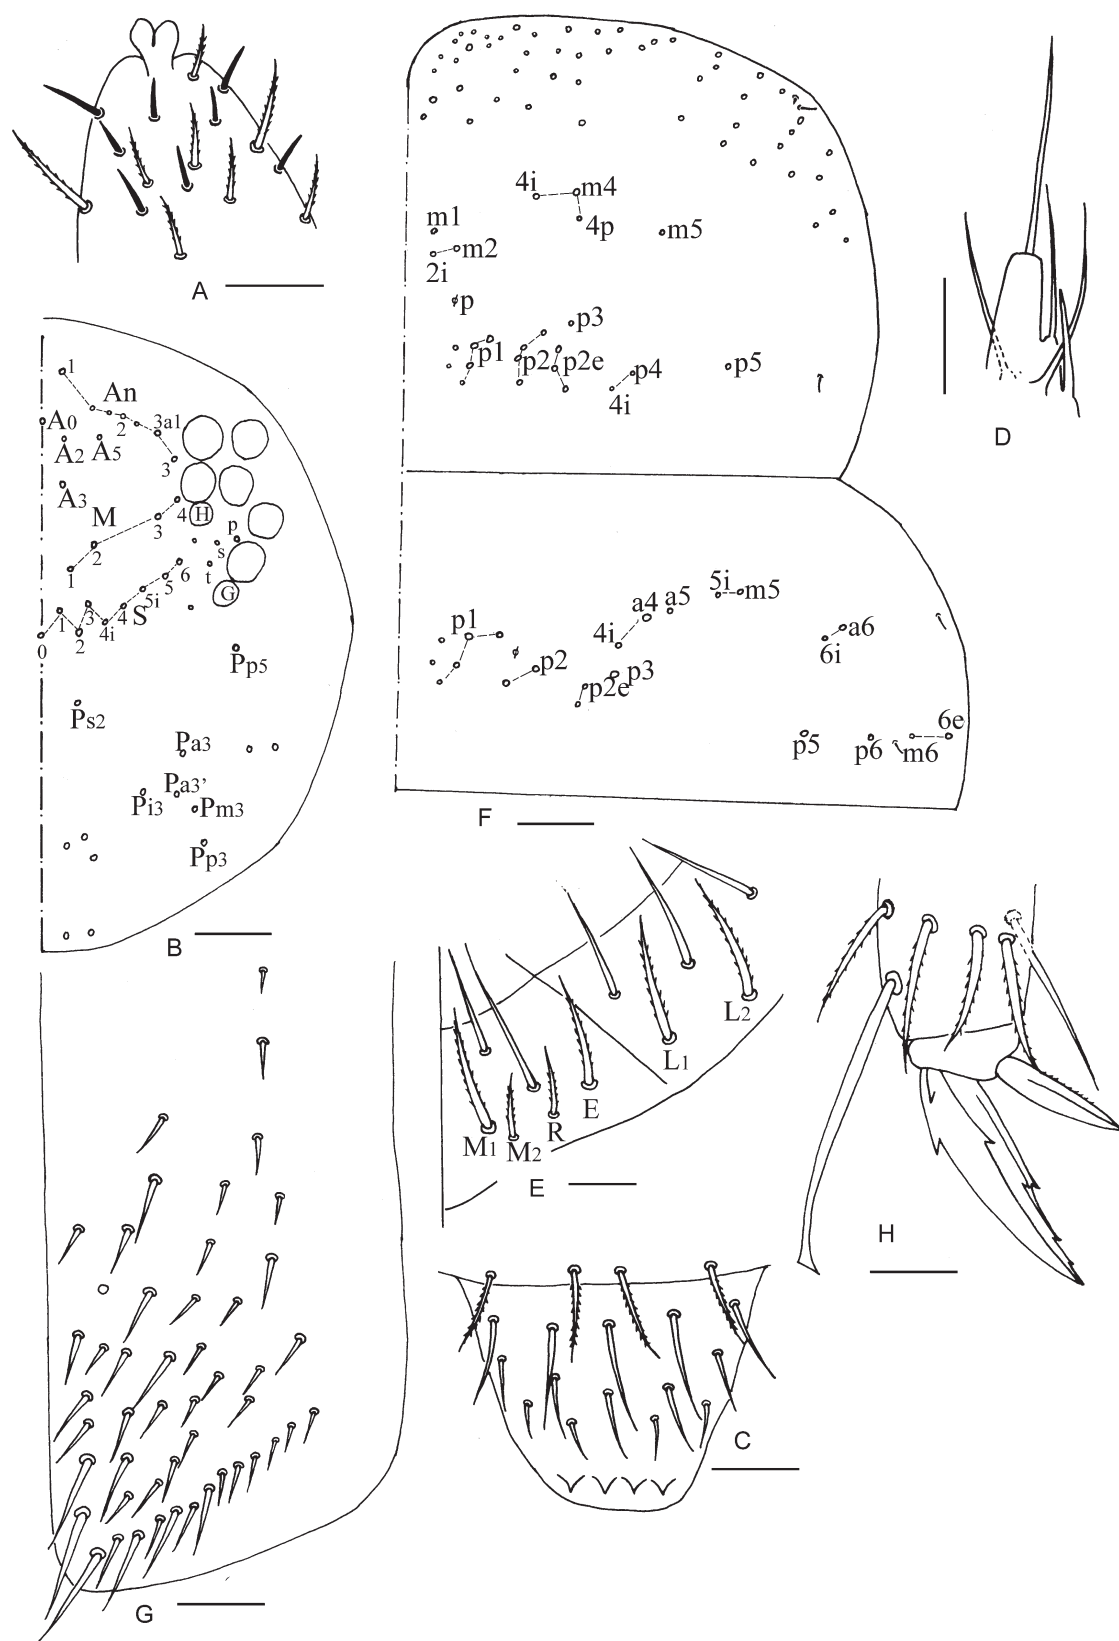 A
4i m4
4p
m1
m2
2i
m5
p
p3
p1
p2
p2e
p4
4i
p5
D
1
An
2
3a1
A0
A2 A5
3
A3
M
4
H
3
2
1
p
s
t
6
5
5i
G
S
4
4i
3
2
1
0
Pp5
Ps2
Pa3
Pa3’
Pi3 Pm3
Pp3
B
p1
p2
p2e
p3
4i
a4
a5
5i
m5
a6
6i
6e
p5
p6
m6
F
M1
M2
R
E
L1
L2
E
H
C
G